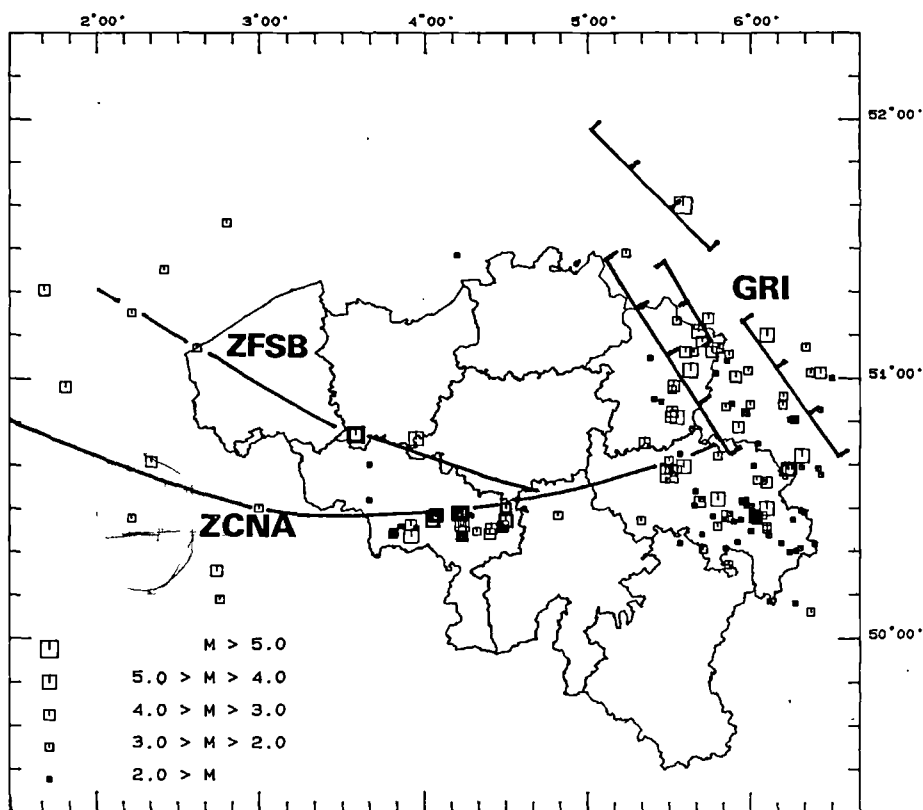 2°00' 3°00' 4°00' 5°00' 6°00'
52°00'
GRI
ZFSB
51°00'
ZCNA
50°00'
M > 5.0
5.0 > M > 4.0
4.0 > M > 3.0
3.0 > M > 2.0
2.0 > M